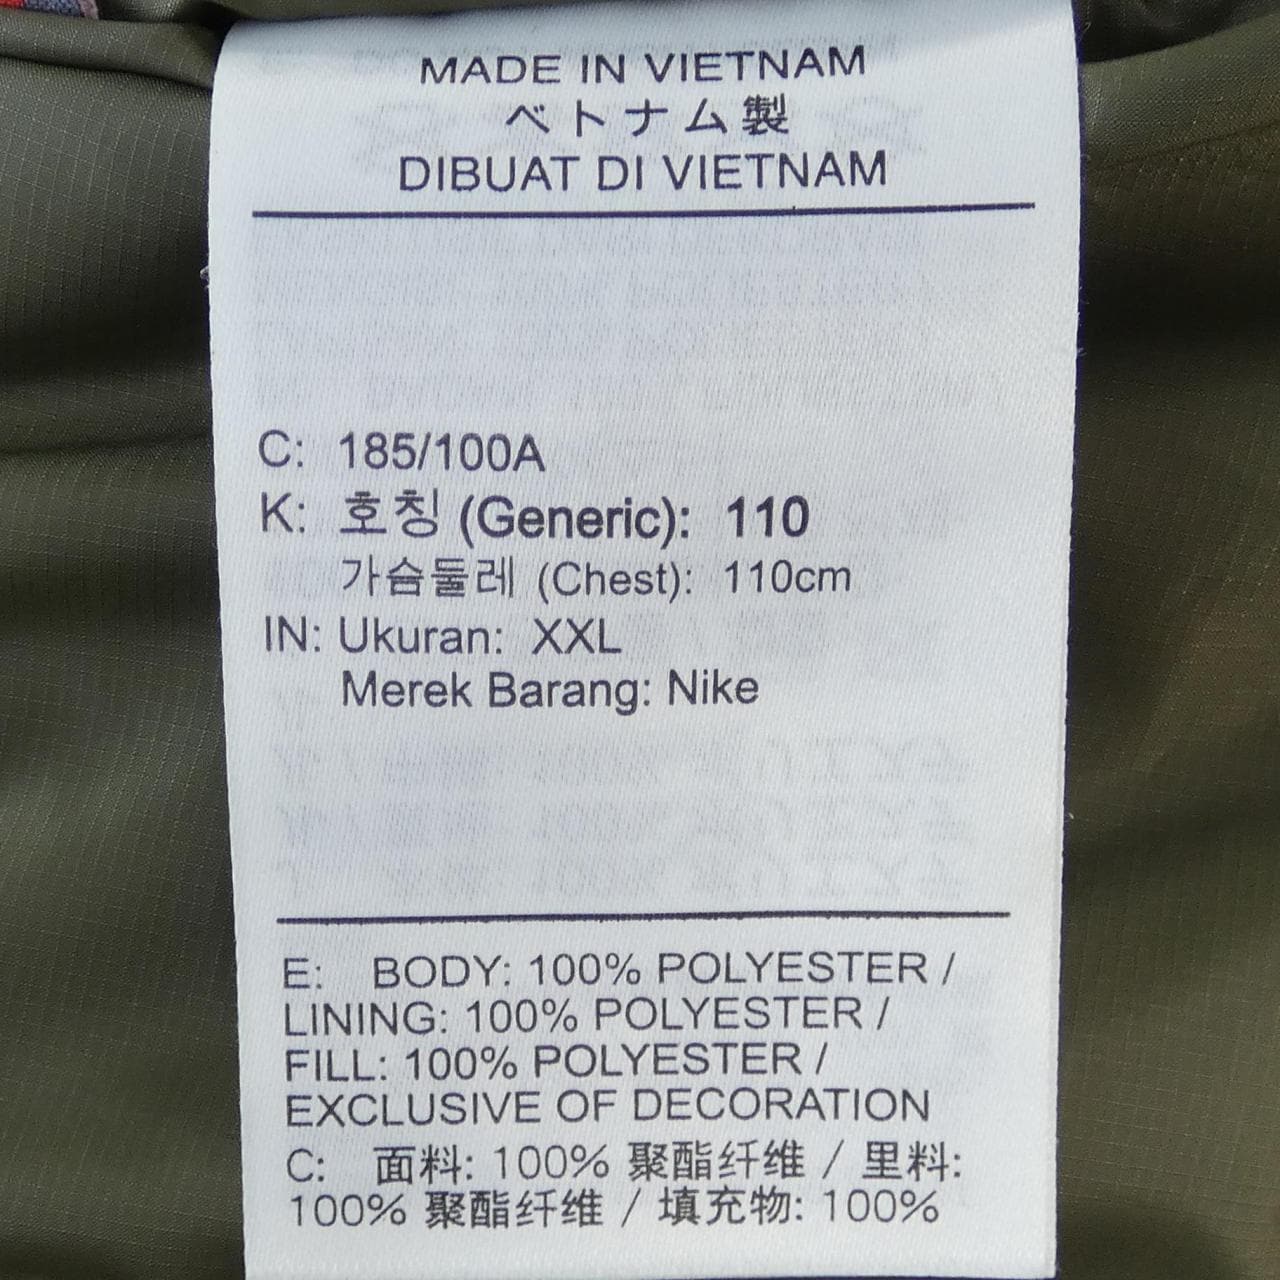 MADE IN VIETNAM
ベトナム製
DIBUAT DI VIETNAM
C: 185/100A
K: 호칭 (Generic): 110
가슴둘레 (Chest): 110cm
IN: Ukuran: XXL
Merek Barang: Nike
E: BODY: 100% POLYESTER /
LINING: 100% POLYESTER /
FILL: 100% POLYESTER /
EXCLUSIVE OF DECORATION
C: 面料: 100% 聚酯纤维 / 里料:
100% 聚酯纤维 / 填充物: 100%